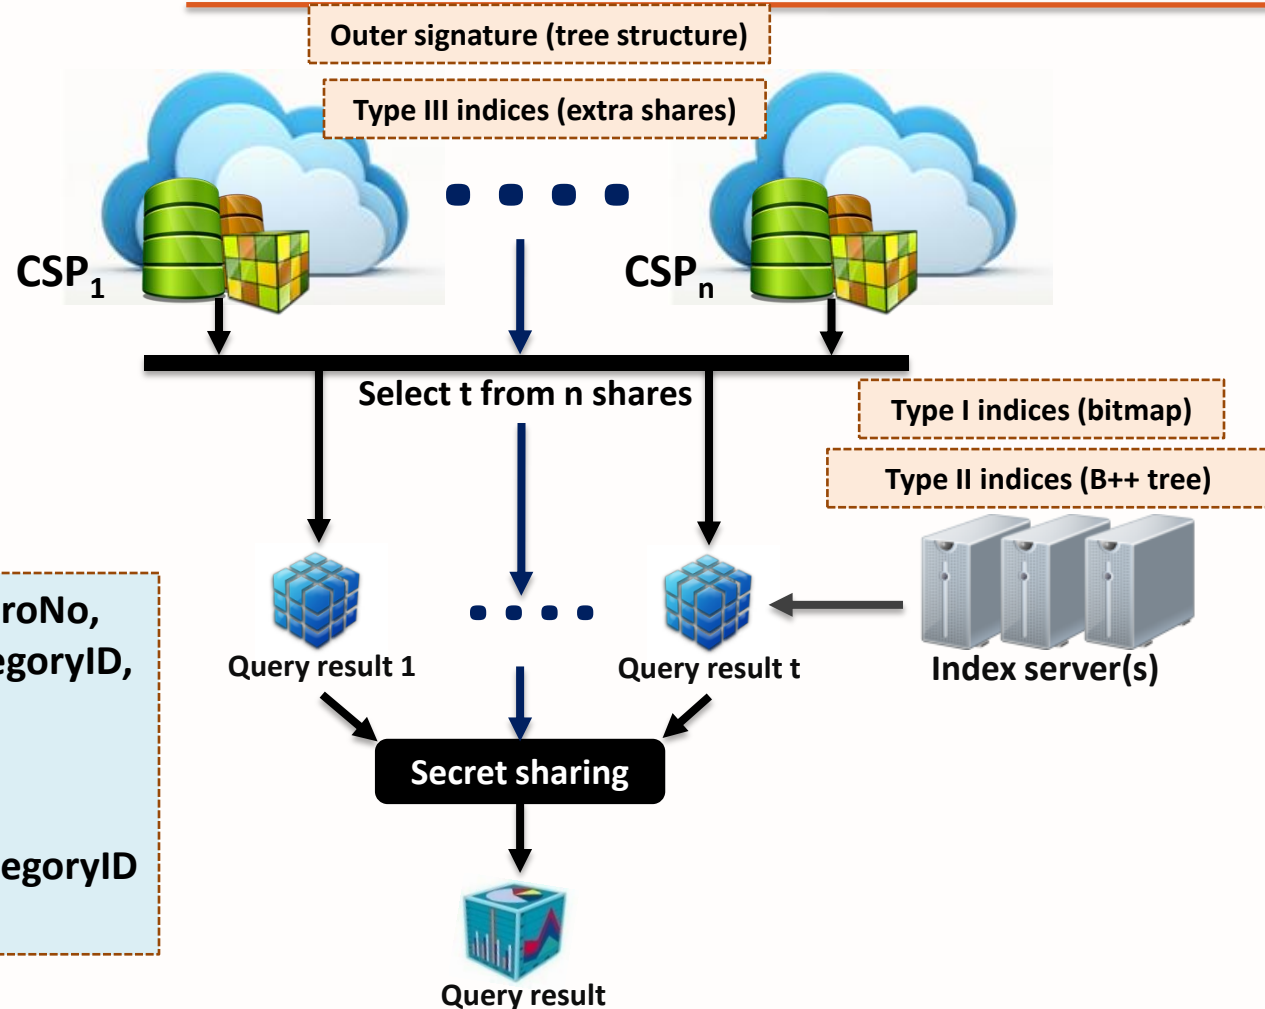 Outer signature (tree structure)
Type III indices (extra shares)
CSP1
CSPn
Select t from n shares
Type I indices (bitmap)
Type II indices (B++ tree)
roNo,
egoryID,
egoryID
Query result 1
Query result t
Index server(s)
Secret sharing
Query result